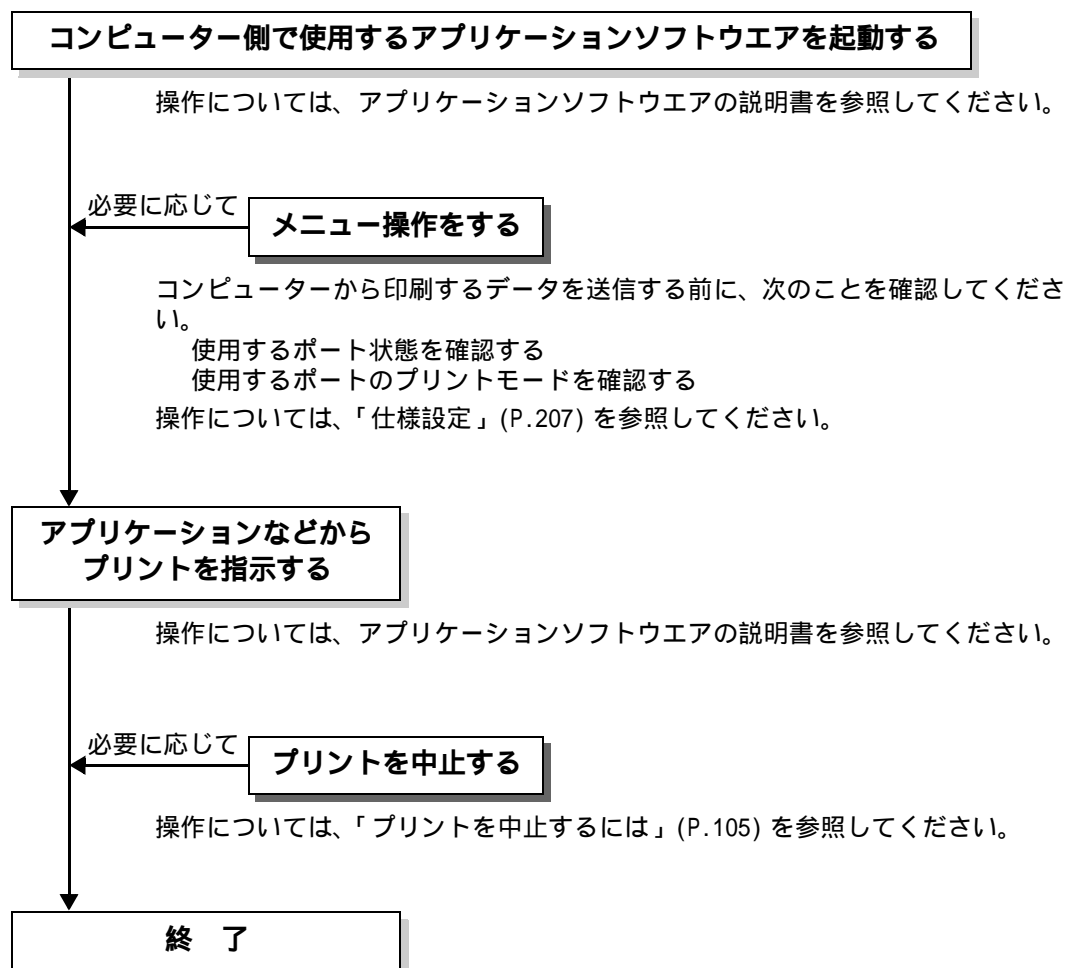 コンピューター側で使用するアプリケーションソフトウエアを起動する
操作については、アプリケーションソフトウエアの説明書を参照してください。
必要に応じて
メニュー操作をする
コンピューターから印刷するデータを送信する前に、次のことを確認してくださ
い。
使用するポート状態を確認する
使用するポートのプリントモードを確認する
操作については、「仕様設定」(P.207) を参照してください。
アプリケーションなどから
プリントを指示する
操作については、アプリケーションソフトウエアの説明書を参照してください。
必要に応じて
プリントを中止する
操作については、「プリントを中止するには」(P.105) を参照してください。
終 了